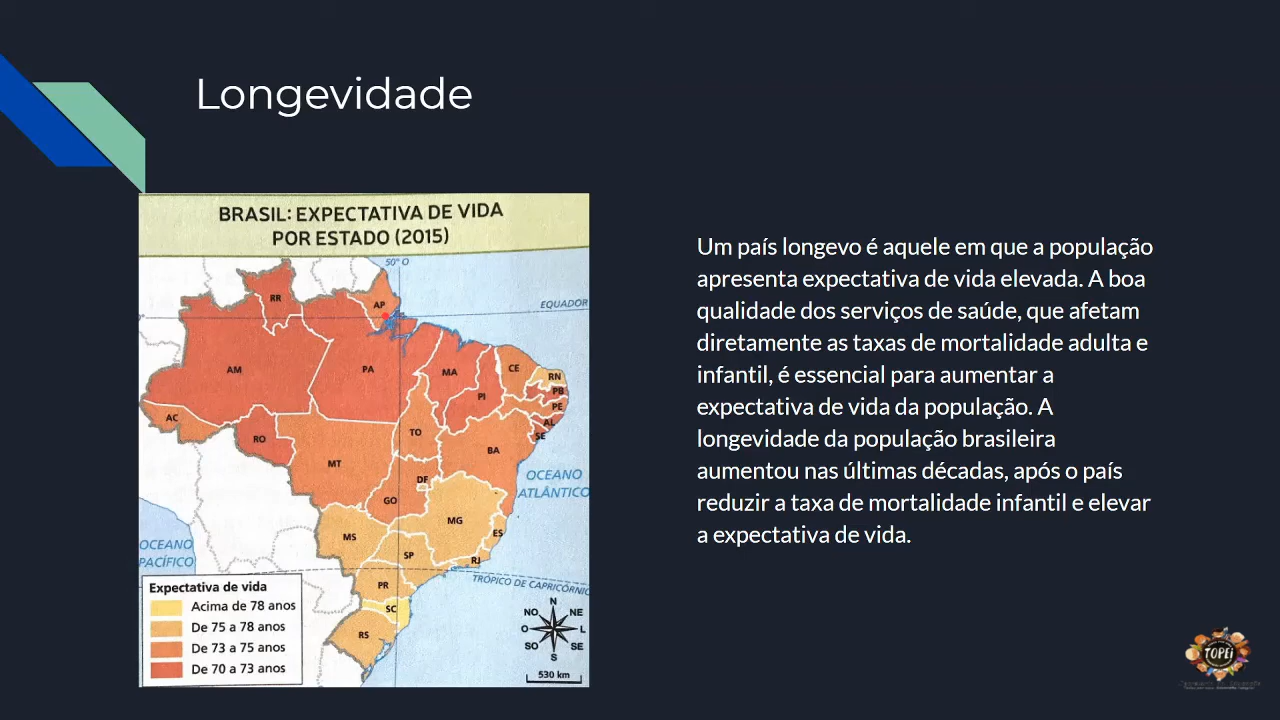 Longevidade
BRASIL: EXPECTATIVA DE VIDA
POR ESTADO (2015)
50° O
EQUADOR
0°
RR
AP
AM
PA
MA
CE
RN
PB
PI
PE
AL
SE
AC
TO
RO
BA
MT
DF
GO
OCEANO
ATLÂNTICO
MG
ES
MS
SP
RJ
OCEANO
PACÍFICO
TRÓPICO DE CAPRICÓRNIO
PR
SC
RS
Expectativa de vida
Acima de 78 anos
De 75 a 78 anos
De 73 a 75 anos
De 70 a 73 anos
N
NO
NE
O
L
SO
SE
S
530 km
Um país longevo é aquele em que a população
apresenta expectativa de vida elevada. A boa
qualidade dos serviços de saúde, que afetam
diretamente as taxas de mortalidade adulta e
infantil, é essencial para aumentar a
expectativa de vida da população. A
longevidade da população brasileira
aumentou nas últimas décadas, após o país
reduzir a taxa de mortalidade infantil e elevar
a expectativa de vida.
TOPEi